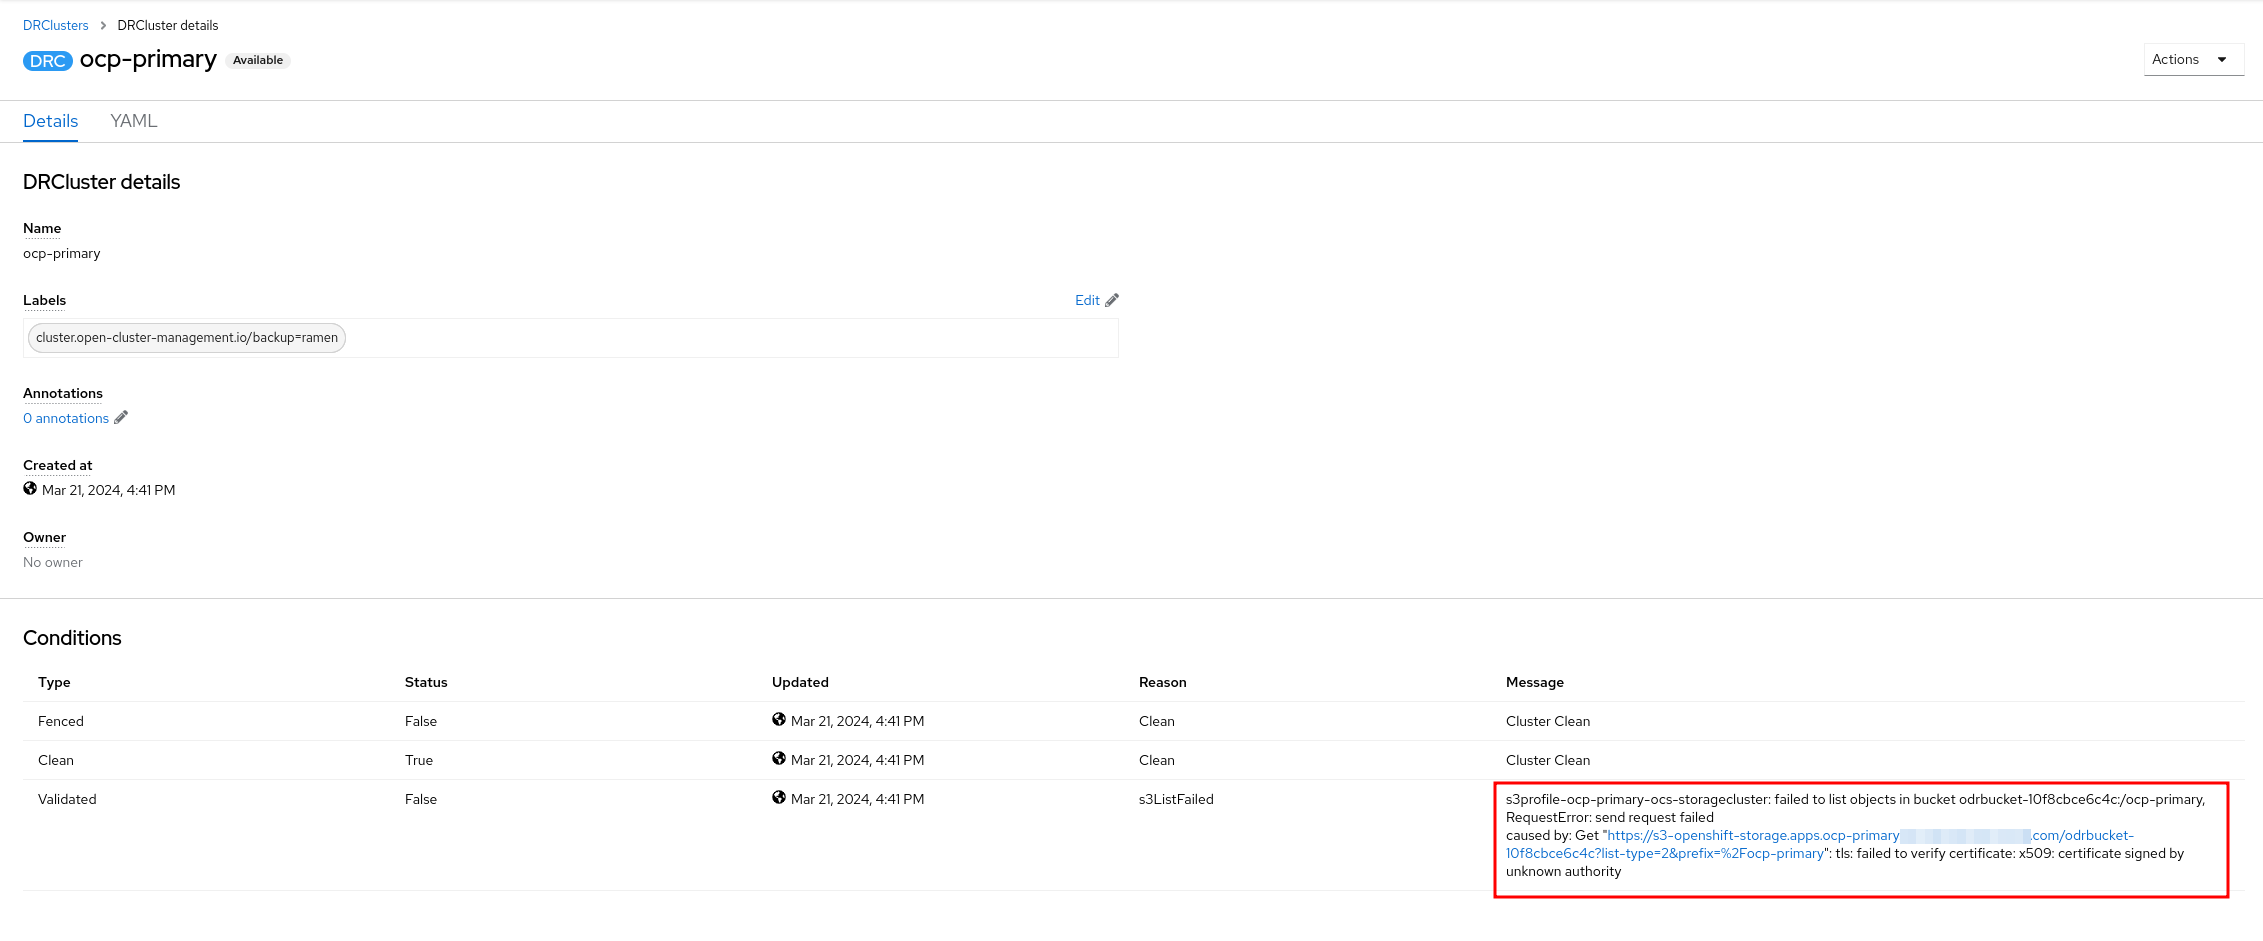 DRClusters > DRCluster details
DRC ocp-primary Available
Actions
Details YAML
DRCluster details
Name
ocp-primary
Labels Edit
cluster.open-cluster-management.io/backup=ramen
Annotations
0 annotations
Created at
Mar 21, 2024, 4:41 PM
Owner
No owner
Conditions
Type Status Updated Reason Message
Fenced False Mar 21, 2024, 4:41 PM Clean Cluster Clean
Clean True Mar 21, 2024, 4:41 PM Clean Cluster Clean
Validated False Mar 21, 2024, 4:41 PM s3ListFailed s3profile-ocp-primary-ocs-storagecluster: failed to list objects in bucket odrbucket-10f8cbce6c4c:/ocp-primary,
RequestError: send request failed
caused by: Get "https://s3-openshift-storage.apps.ocp-primary .com/odrbucket-
10f8cbce6c4c?list-type=2&prefix=%2Focp-primary": tls: failed to verify certificate: x509: certificate signed by
unknown authority